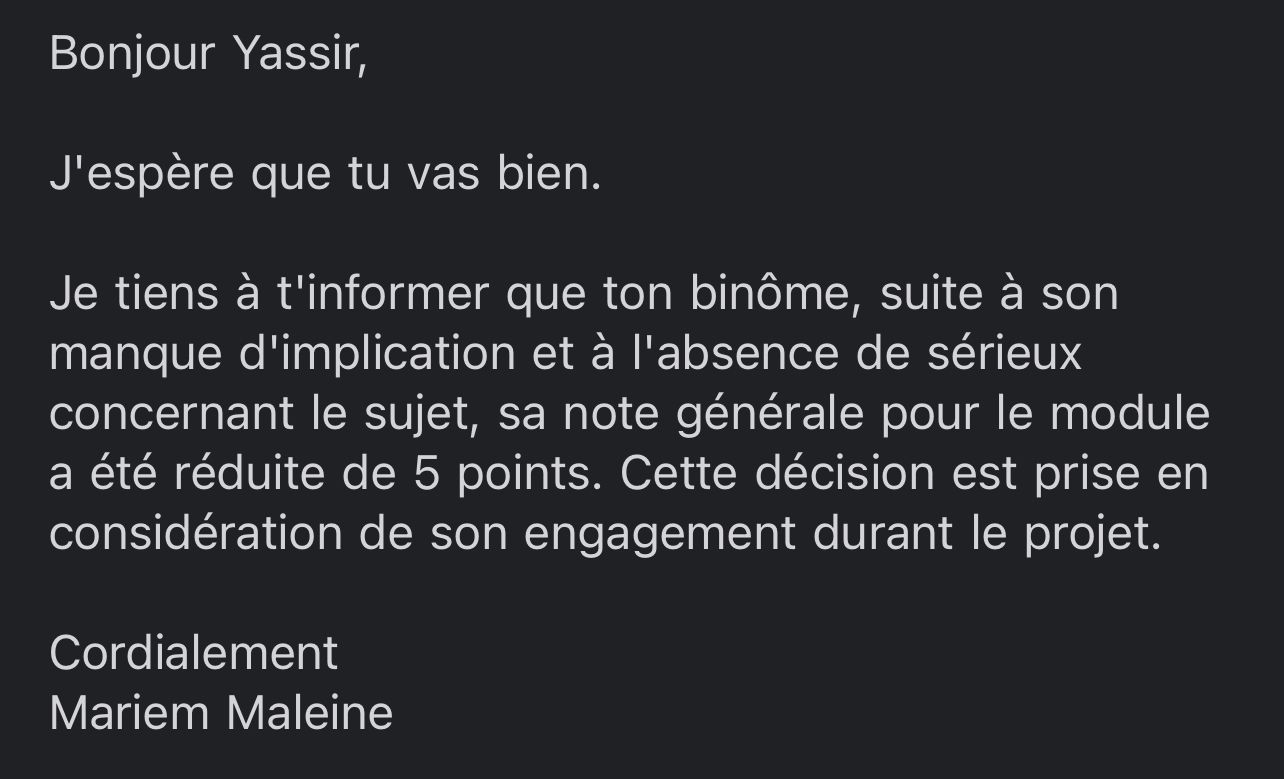 Bonjour Yassir,
J'espère que tu vas bien.
Je tiens à t'informer que ton binôme, suite à son
manque d'implication et à l'absence de sérieux
concernant le sujet, sa note générale pour le module
a été réduite de 5 points. Cette décision est prise en
considération de son engagement durant le projet.
Cordialement
Mariem Maleine